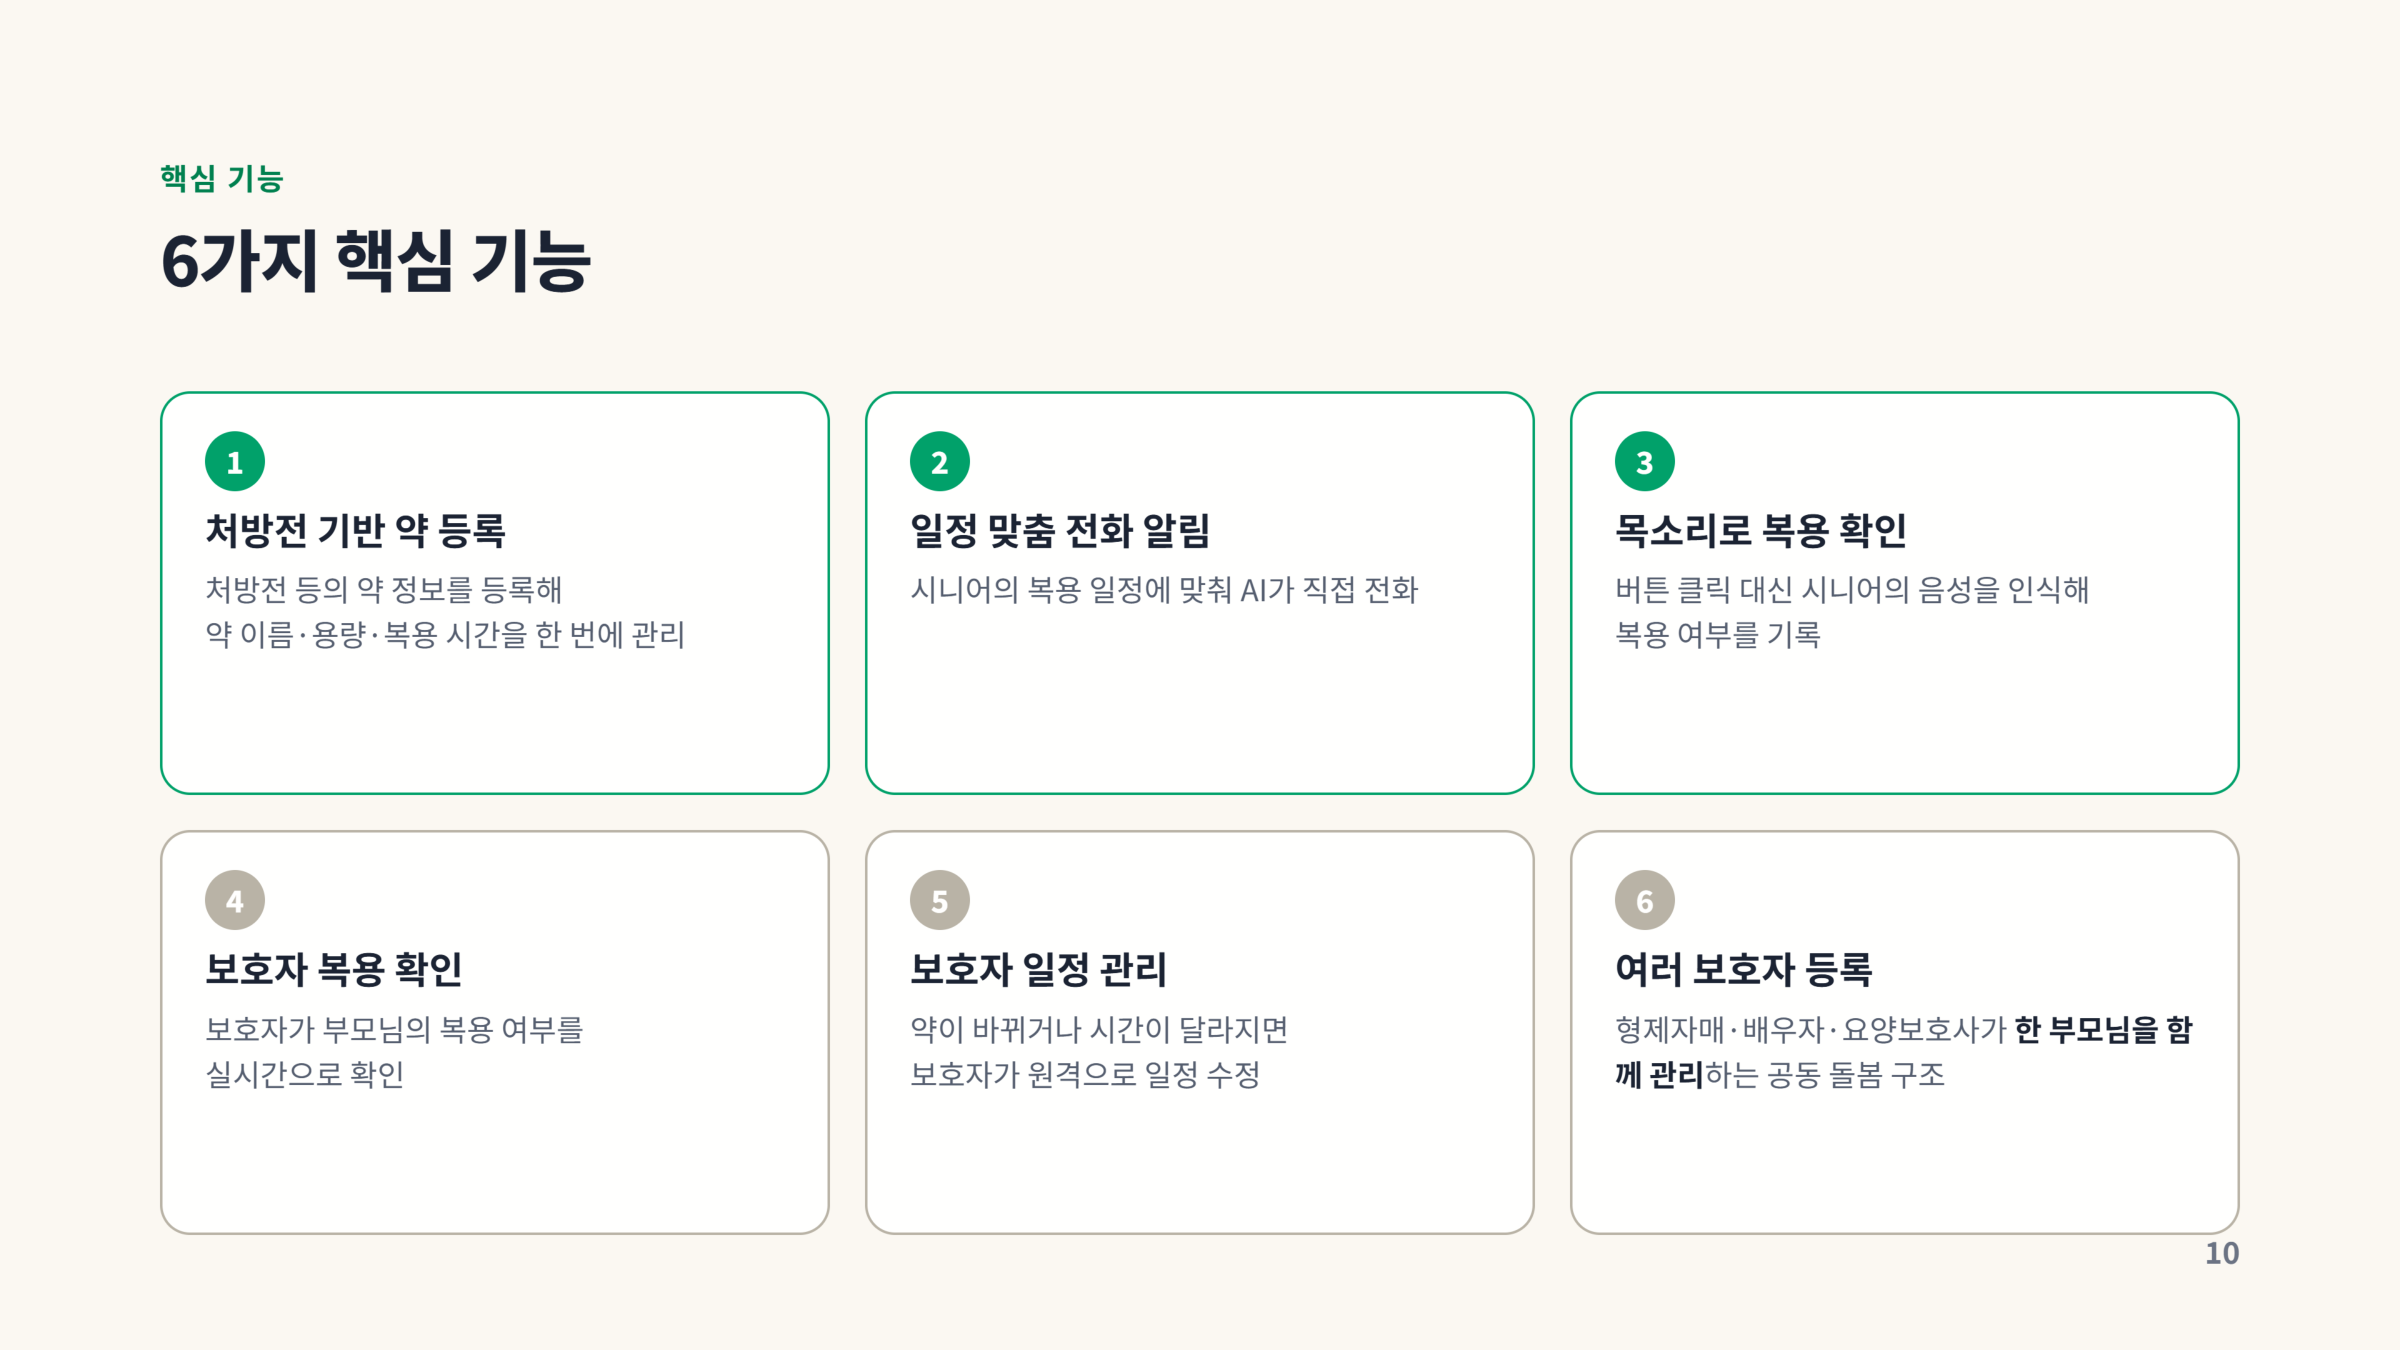 핵심 기능
6가지 핵심 기능
1
처방전 기반 약 등록
처방전 등의 약 정보를 등록해
약 이름·용량·복용 시간을 한 번에 관리
2
일정 맞춤 전화 알림
시니어의 복용 일정에 맞춰 AI가 직접 전화
3
목소리로 복용 확인
버튼 클릭 대신 시니어의 음성을 인식해
복용 여부를 기록
4
보호자 복용 확인
보호자가 부모님의 복용 여부를
실시간으로 확인
5
보호자 일정 관리
약이 바뀌거나 시간이 달라지면
보호자가 원격으로 일정 수정
6
여러 보호자 등록
형제자매·배우자·요양보호사가 한 부모님을 함
께 관리하는 공동 돌봄 구조
10